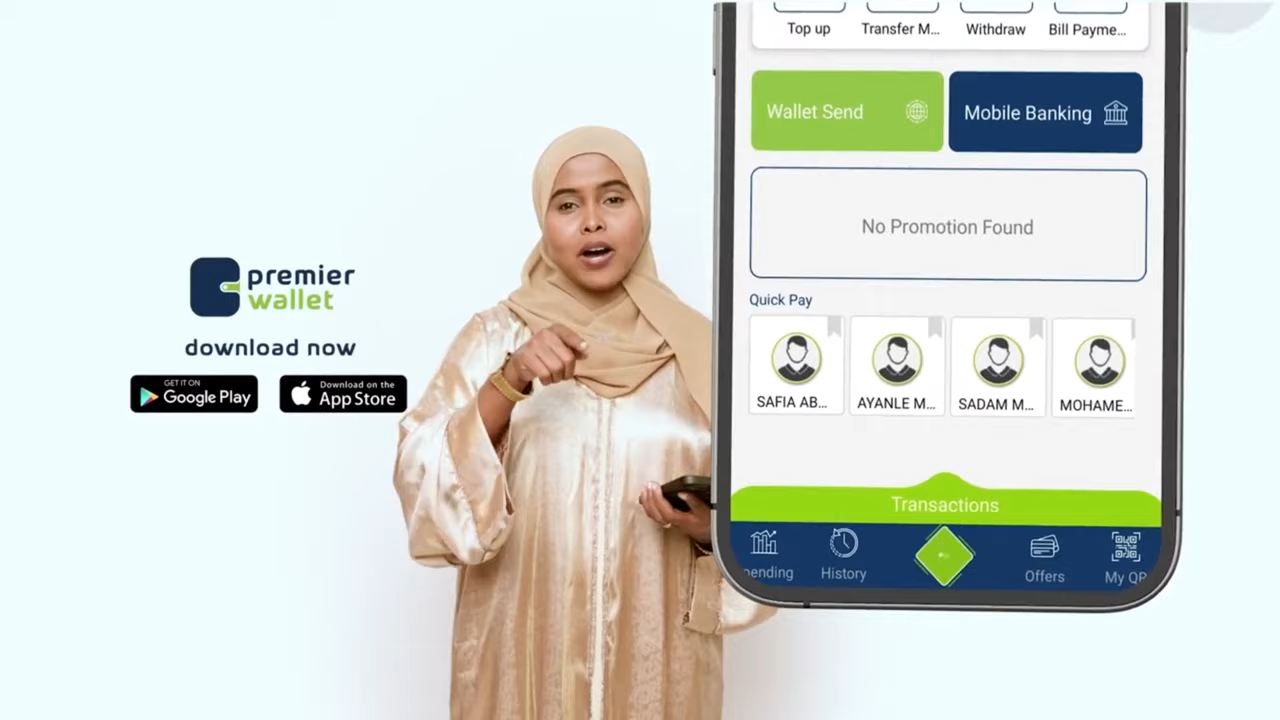 premier
wallet
download now
GET IT ON
Google Play
Download on the
App Store
Top up
Transfer M...
Withdraw
Bill Payme...
Wallet Send
Mobile Banking
No Promotion Found
Quick Pay
SAFIA AB...
AYANLE M...
SADAM M...
MOHAME...
Transactions
pending
History
Offers
My QR